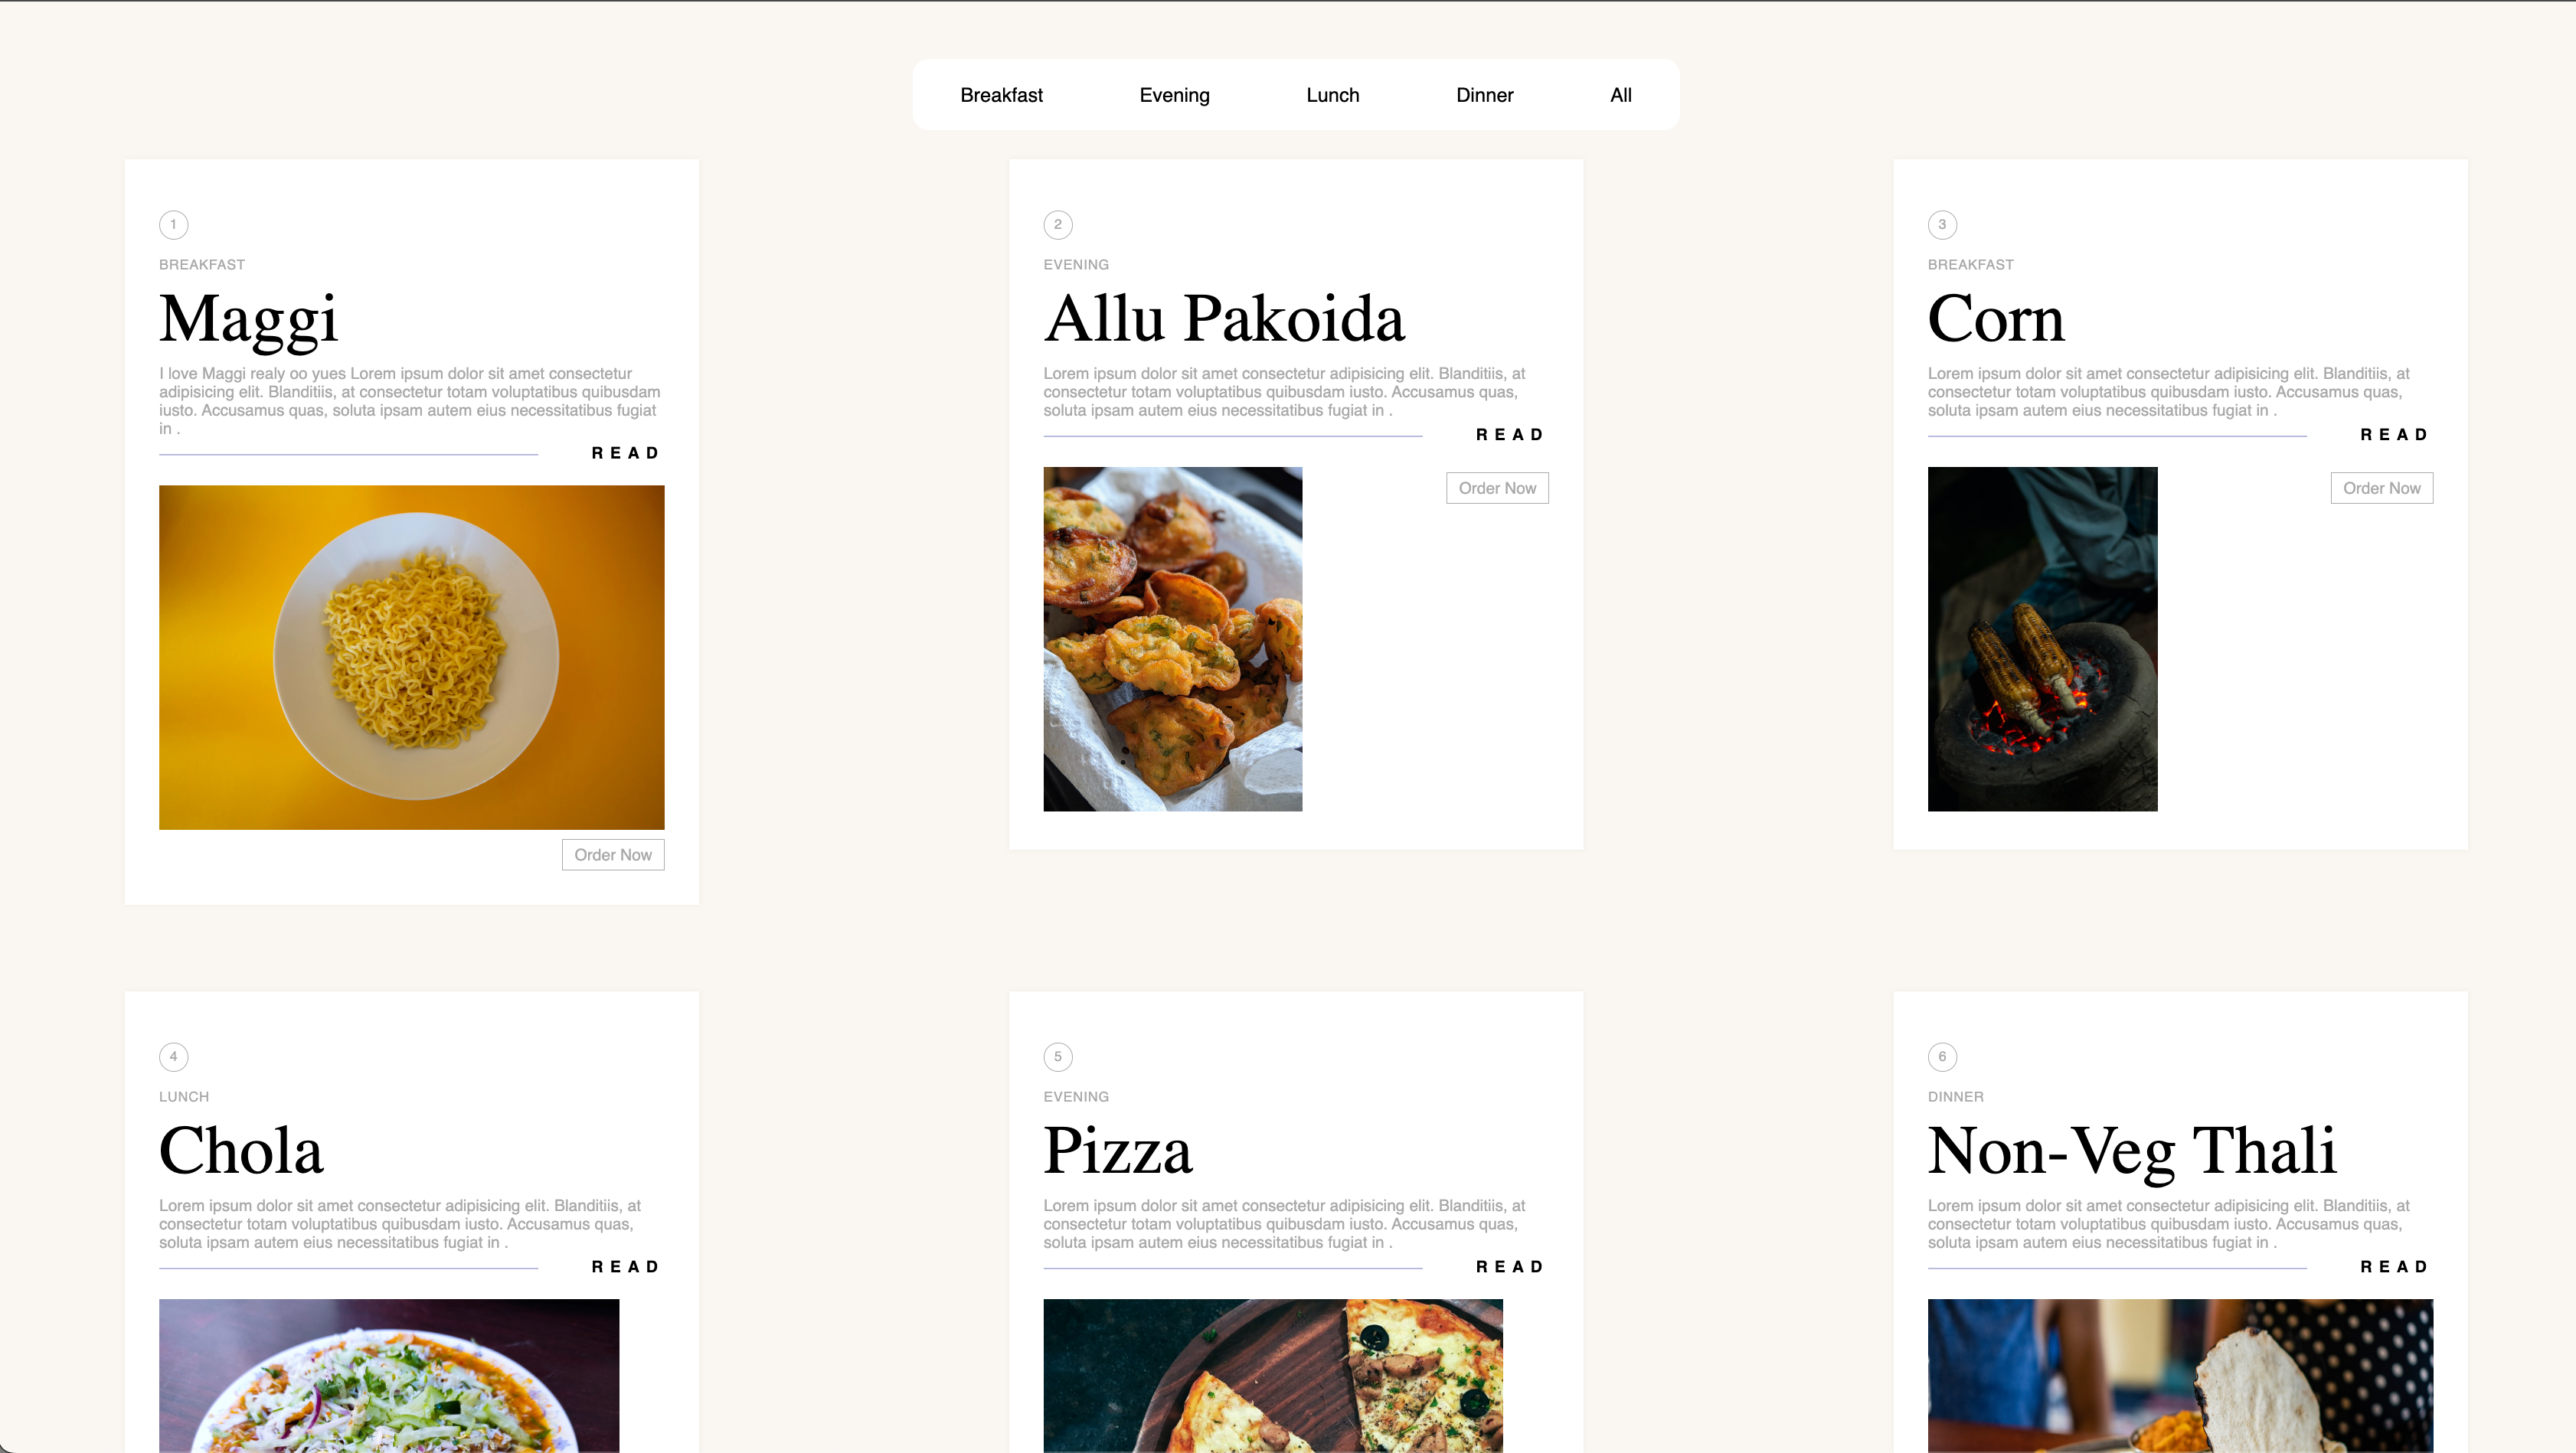 Breakfast Evening Lunch Dinner All
1
BREAKFAST
Maggi
I love Maggi realy oo yues Lorem ipsum dolor sit amet consectetur
adipisicing elit. Blanditiis, at consectetur totam voluptatibus quibusdam
iusto. Accusamus quas, soluta ipsam autem eius necessitatibus fugiat
in .
READ
Order Now
2
EVENING
Allu Pakoida
Lorem ipsum dolor sit amet consectetur adipisicing elit. Blanditiis, at
consectetur totam voluptatibus quibusdam iusto. Accusamus quas,
soluta ipsam autem eius necessitatibus fugiat in .
READ
Order Now
3
BREAKFAST
Corn
Lorem ipsum dolor sit amet consectetur adipisicing elit. Blanditiis, at
consectetur totam voluptatibus quibusdam iusto. Accusamus quas,
soluta ipsam autem eius necessitatibus fugiat in .
READ
Order Now
4
LUNCH
Chola
Lorem ipsum dolor sit amet consectetur adipisicing elit. Blanditiis, at
consectetur totam voluptatibus quibusdam iusto. Accusamus quas,
soluta ipsam autem eius necessitatibus fugiat in .
READ
5
EVENING
Pizza
Lorem ipsum dolor sit amet consectetur adipisicing elit. Blanditiis, at
consectetur totam voluptatibus quibusdam iusto. Accusamus quas,
soluta ipsam autem eius necessitatibus fugiat in .
READ
6
DINNER
Non-Veg Thali
Lorem ipsum dolor sit amet consectetur adipisicing elit. Blanditiis, at
consectetur totam voluptatibus quibusdam iusto. Accusamus quas,
soluta ipsam autem eius necessitatibus fugiat in .
READ